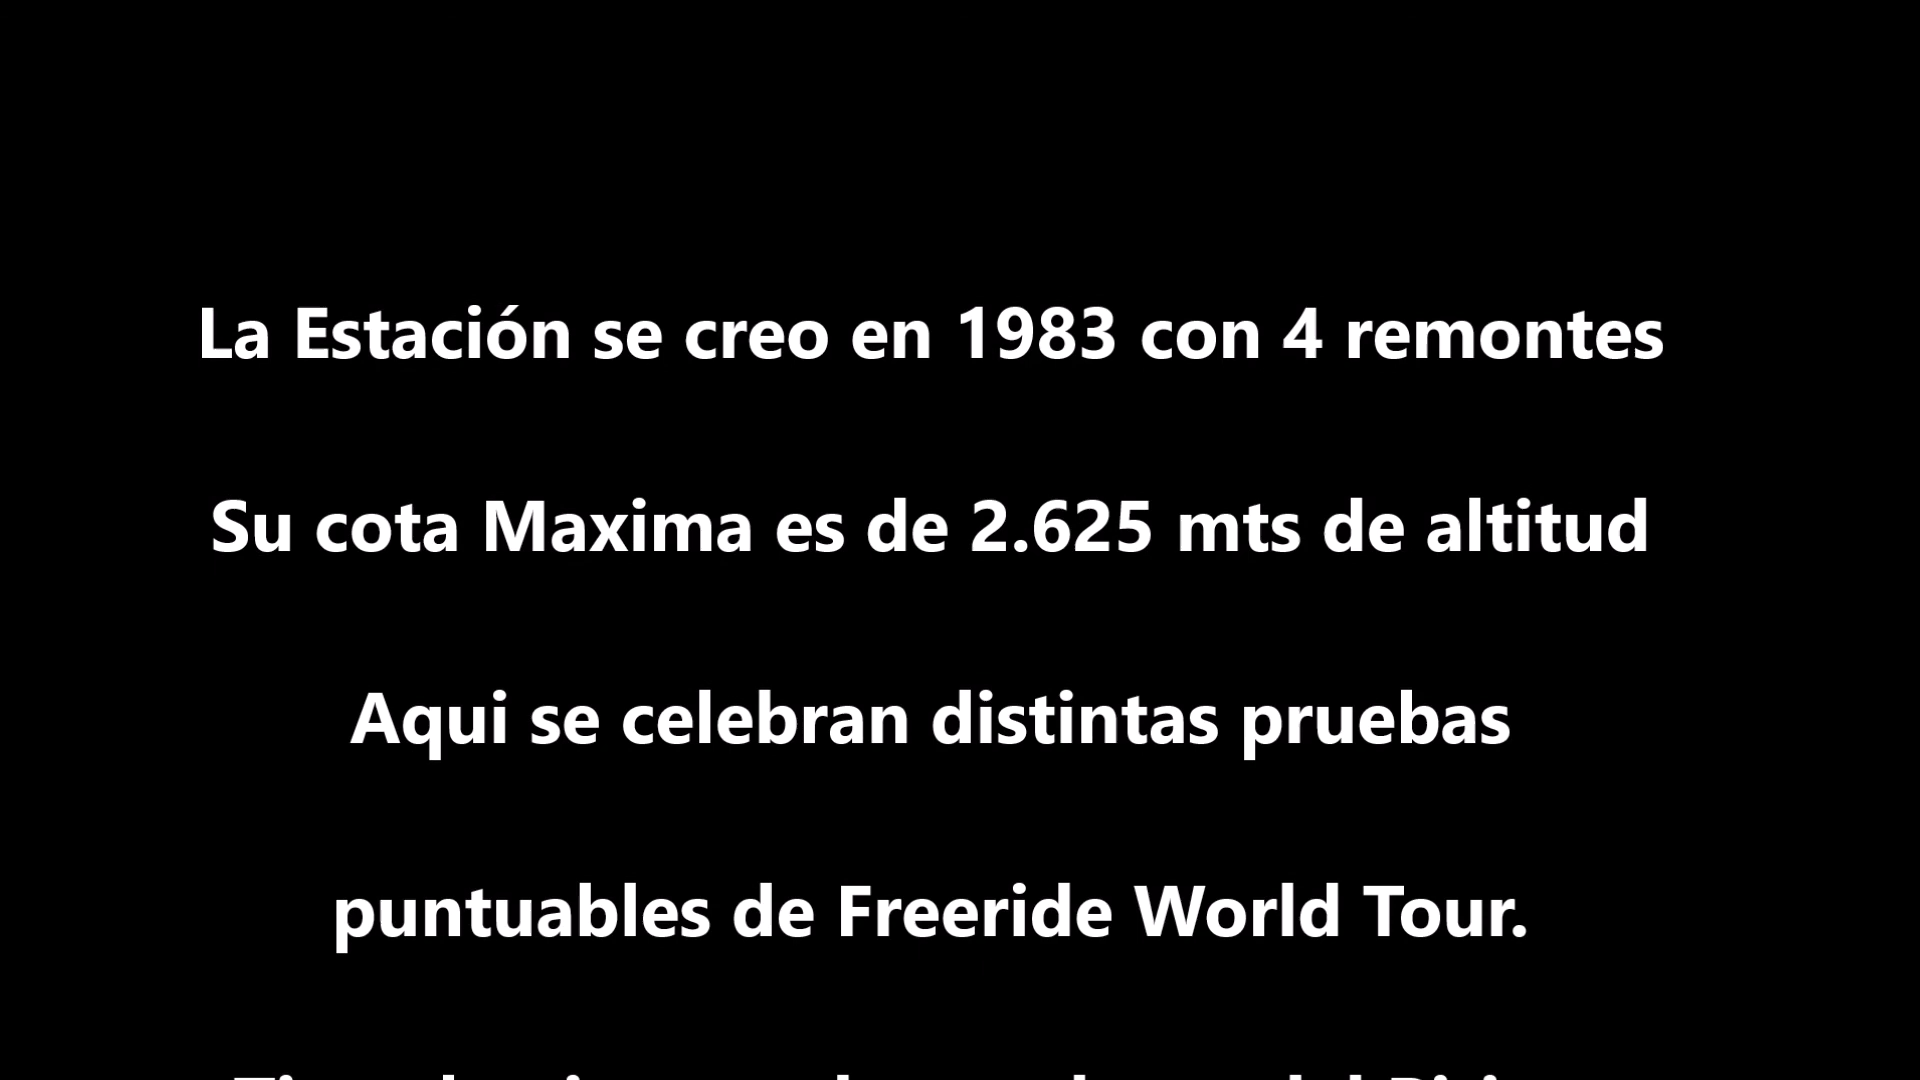 La Estación se creo en 1983 con 4 remontes
Su cota Maxima es de 2.625 mts de altitud
Aqui se celebran distintas pruebas
puntuables de Freeride World Tour.